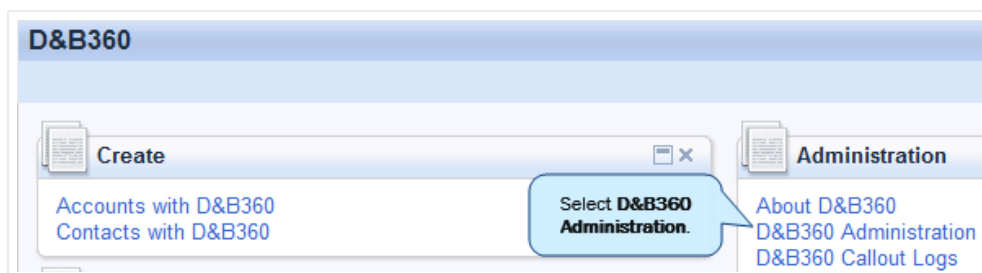 D&B360
Create
Accounts with D&B360
Contacts with D&B360
Select D&B360
Administration.
Administration
About D&B360
D&B360 Administration
D&B360 Callout Logs